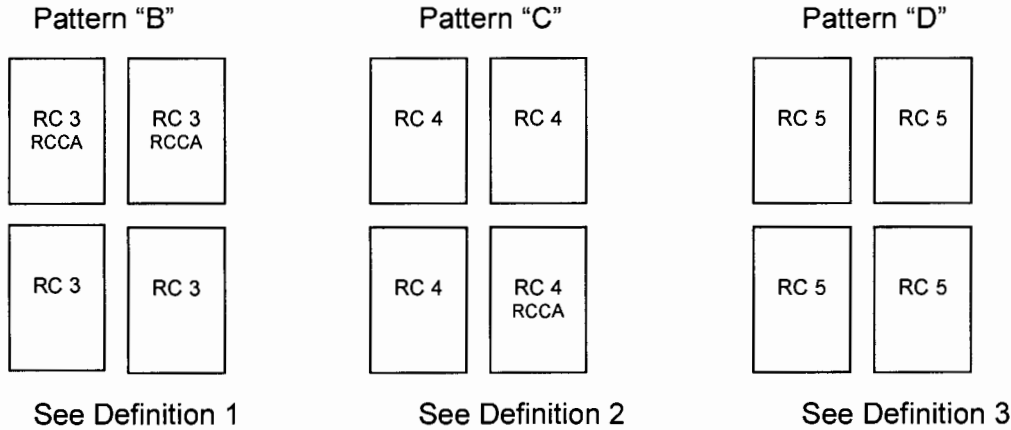 Pattern “B”
Pattern “C”
Pattern “D”
RC 3
RCCA
RC 3
RCCA
RC 4
RC 4
RC 5
RC 5
RC 3
RC 3
RC 4
RC 4
RCCA
RC 5
RC 5
See Definition 1
See Definition 2
See Definition 3